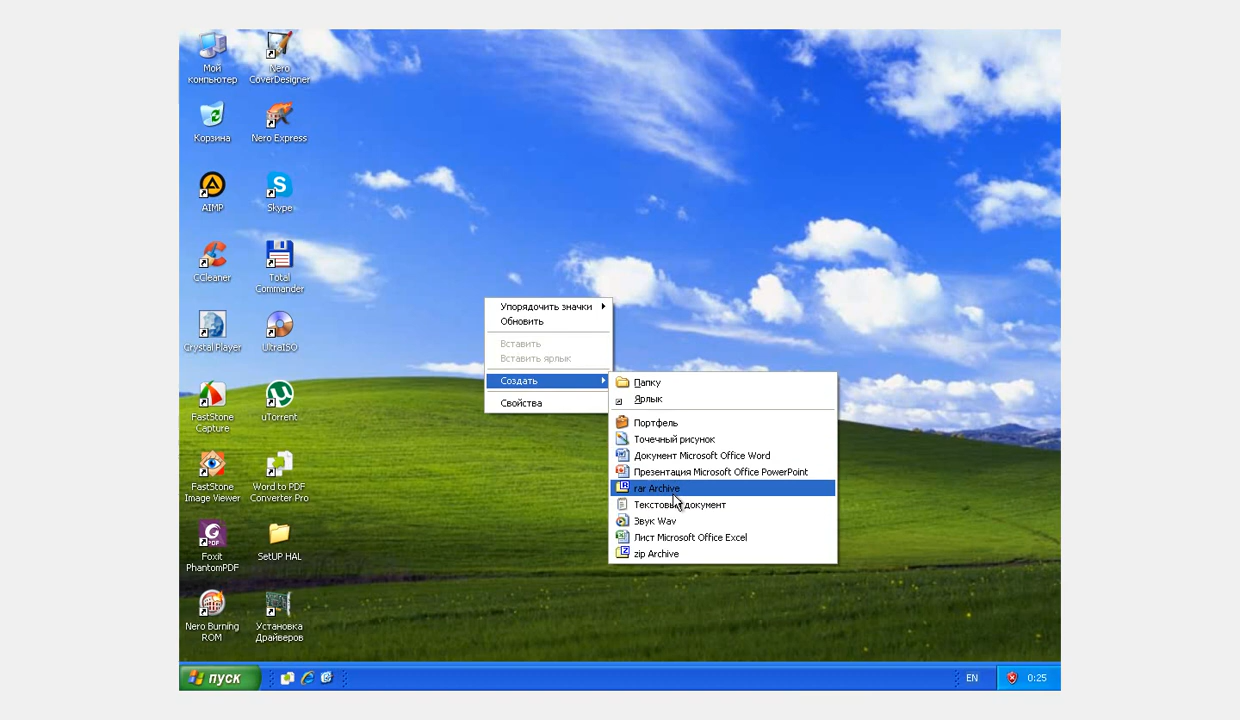 Мой
компьютер
Nero
CoverDesigner
Корзина
Nero Express
AIMP
Skype
CCleaner
Total
Commander
Crystal Player
UltraISO
FastStone
Capture
uTorrent
FastStone
Image Viewer
Word to PDF
Converter Pro
Foxit
PhantomPDF
SetUP HAL
Nero Burning
ROM
Установка
Драйверов
Упорядочить значки
Обновить
Вставить
Вставить ярлык
Создать
Свойства
Папку
Ярлык
Портфель
Точечный рисунок
Документ Microsoft Office Word
Презентация Microsoft Office PowerPoint
rar Archive
Текстовый документ
Звук Wav
Лист Microsoft Office Excel
zip Archive
пуск
EN
0:25